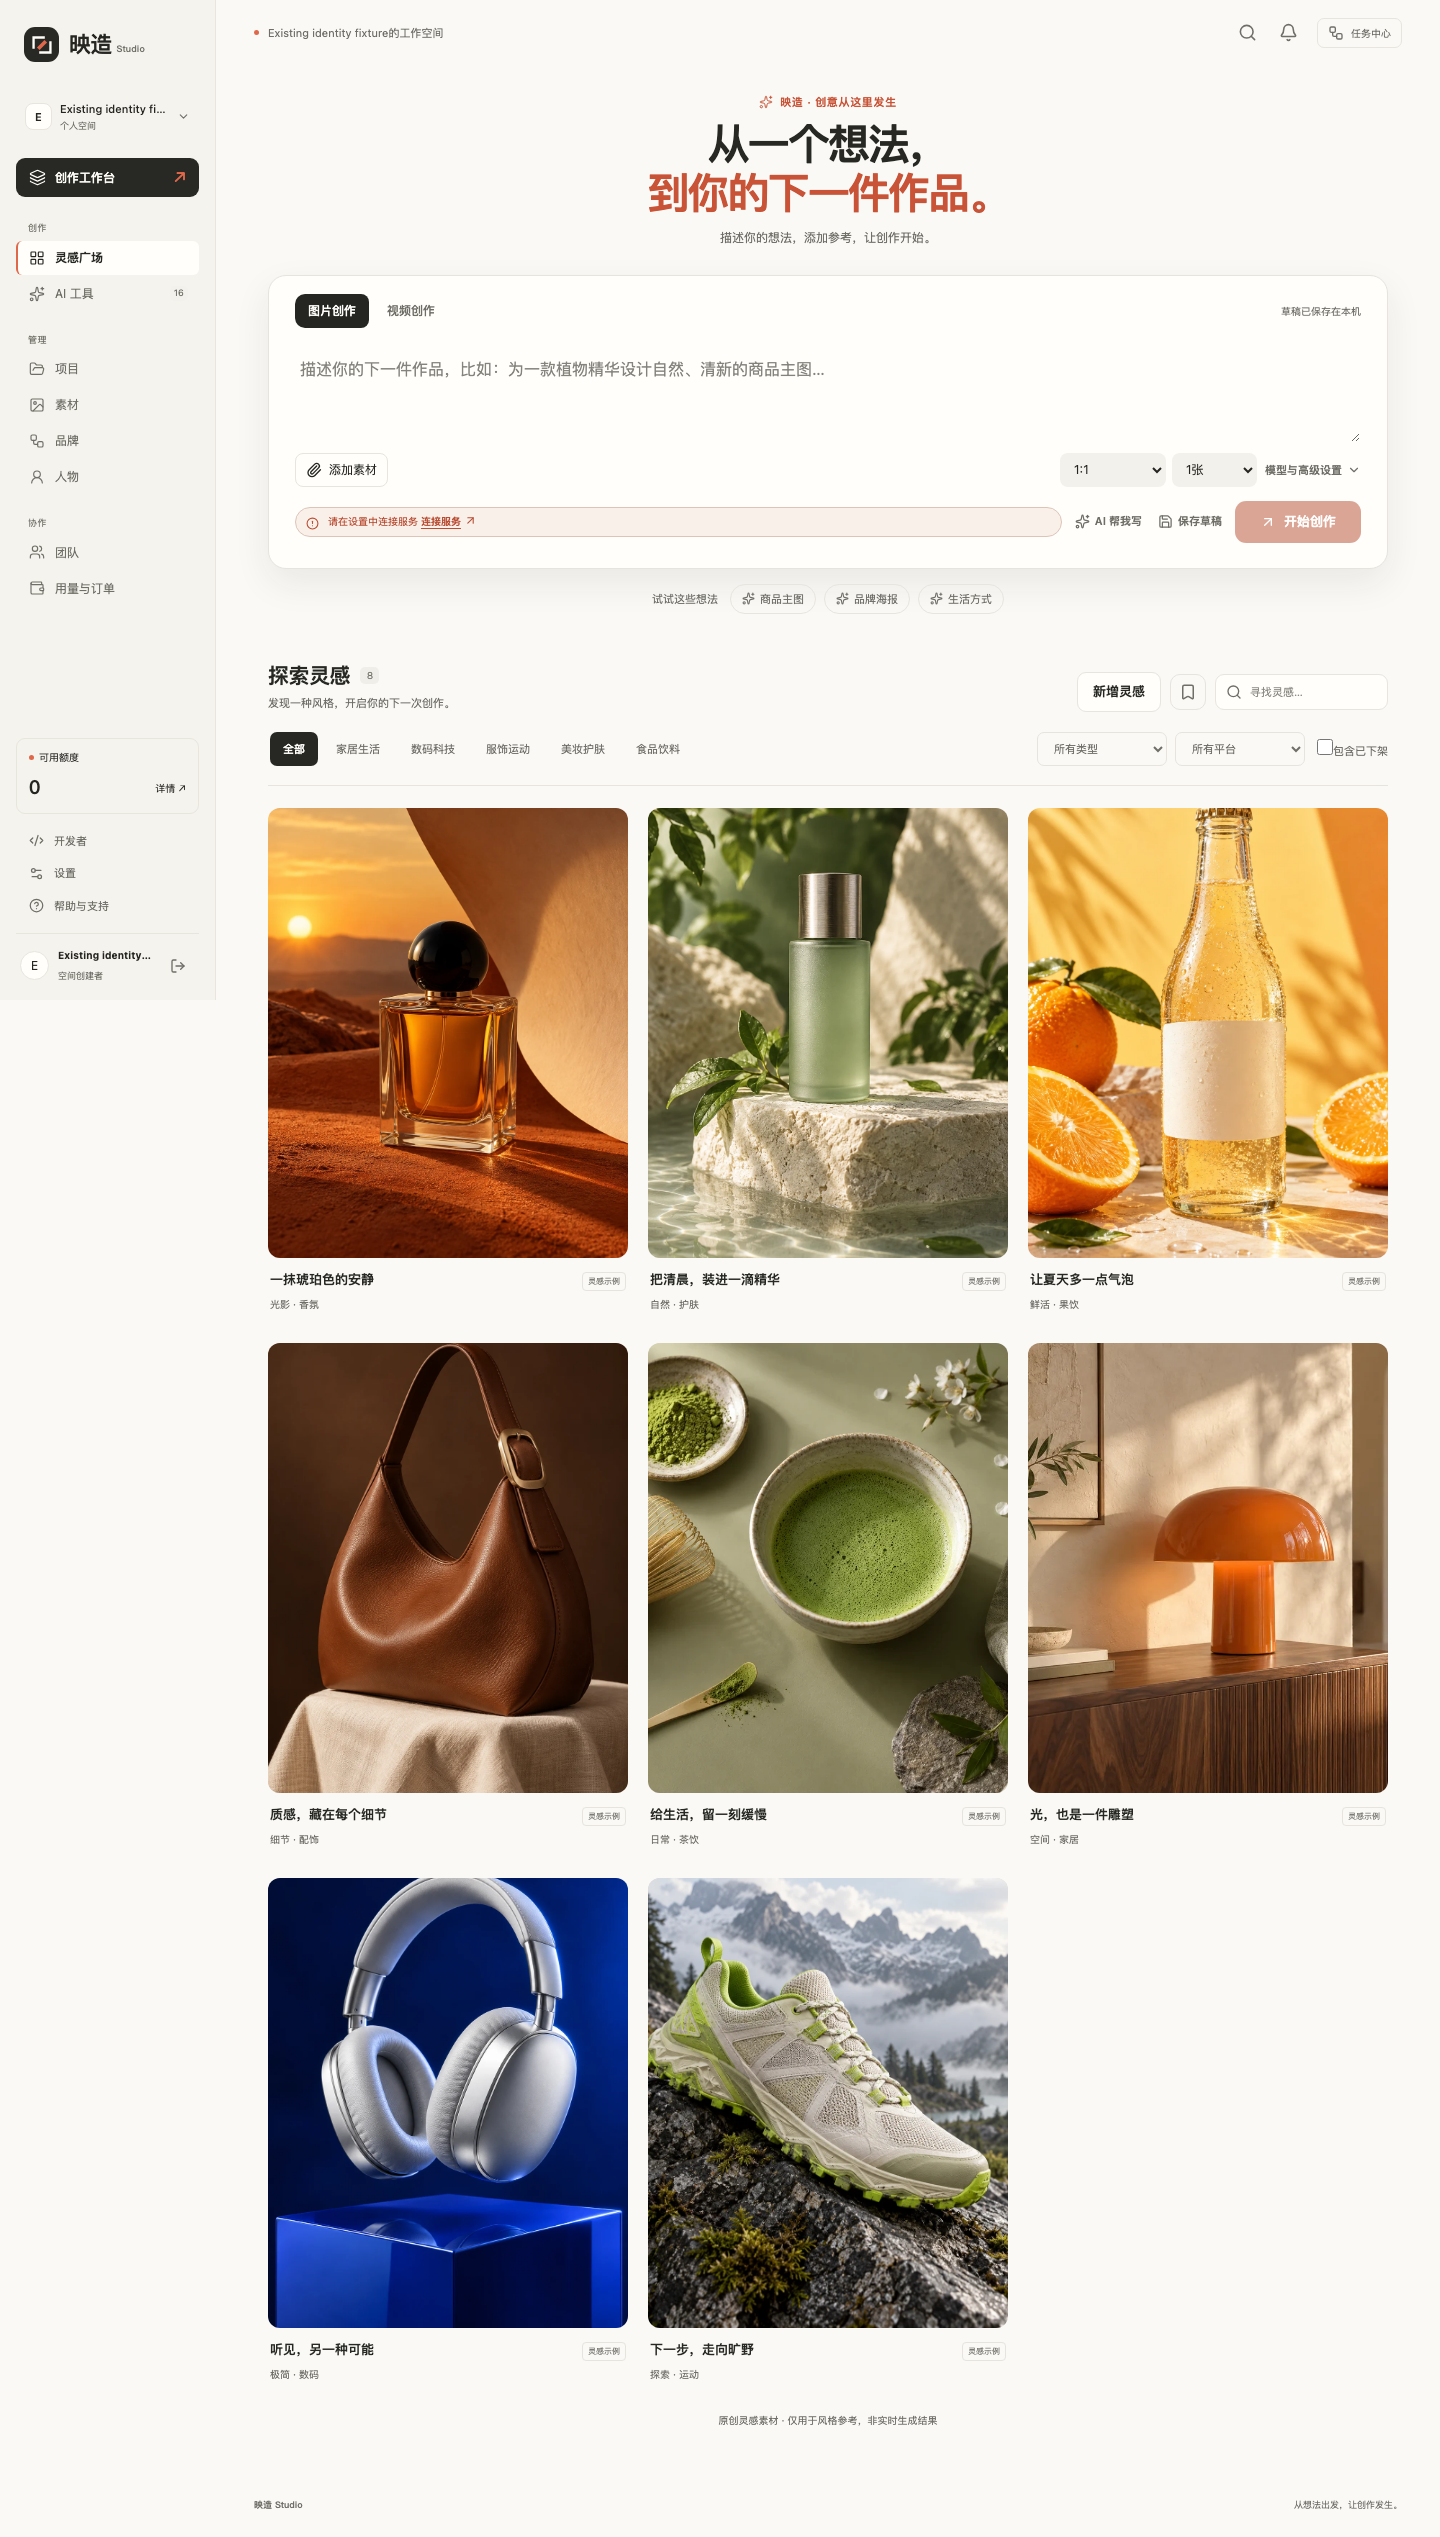 映造 Studio
E
Existing identity fi...
个人空间
创作工作台
创作
灵感广场
AI 工具
16
管理
项目
素材
品牌
人物
协作
团队
用量与订单
可用额度
0
详情
开发者
设置
帮助与支持
E
Existing identity...
空间创建者
Existing identity fixture的工作空间
任务中心
映造 · 创意从这里发生
从一个想法，
到你的下一件作品。
描述你的想法，添加参考，让创作开始。
图片创作
视频创作
草稿已保存在本机
描述你的下一件作品，比如：为一款植物精华设计自然、清新的商品主图...
添加素材
1:1
1张
模型与高级设置
请在设置中连接服务 连接服务
AI 帮我写
保存草稿
开始创作
试试这些想法
商品主图
品牌海报
生活方式
探索灵感 8
发现一种风格，开启你的下一次创作。
新增灵感
寻找灵感...
全部
家居生活
数码科技
服饰运动
美妆护肤
食品饮料
所有类型
所有平台
包含已下架
一抹琥珀色的安静
灵感示例
光影 · 香氛
把清晨，装进一滴精华
灵感示例
自然 · 护肤
让夏天多一点气泡
灵感示例
鲜活 · 果饮
质感，藏在每个细节
灵感示例
细节 · 配饰
给生活，留一刻缓慢
灵感示例
日常 · 茶饮
光，也是一件雕塑
灵感示例
空间 · 家居
听见，另一种可能
灵感示例
极简 · 数码
下一步，走向旷野
灵感示例
探索 · 运动
原创灵感素材 · 仅用于风格参考，非实时生成结果
映造 Studio
从想法出发，让创作发生。